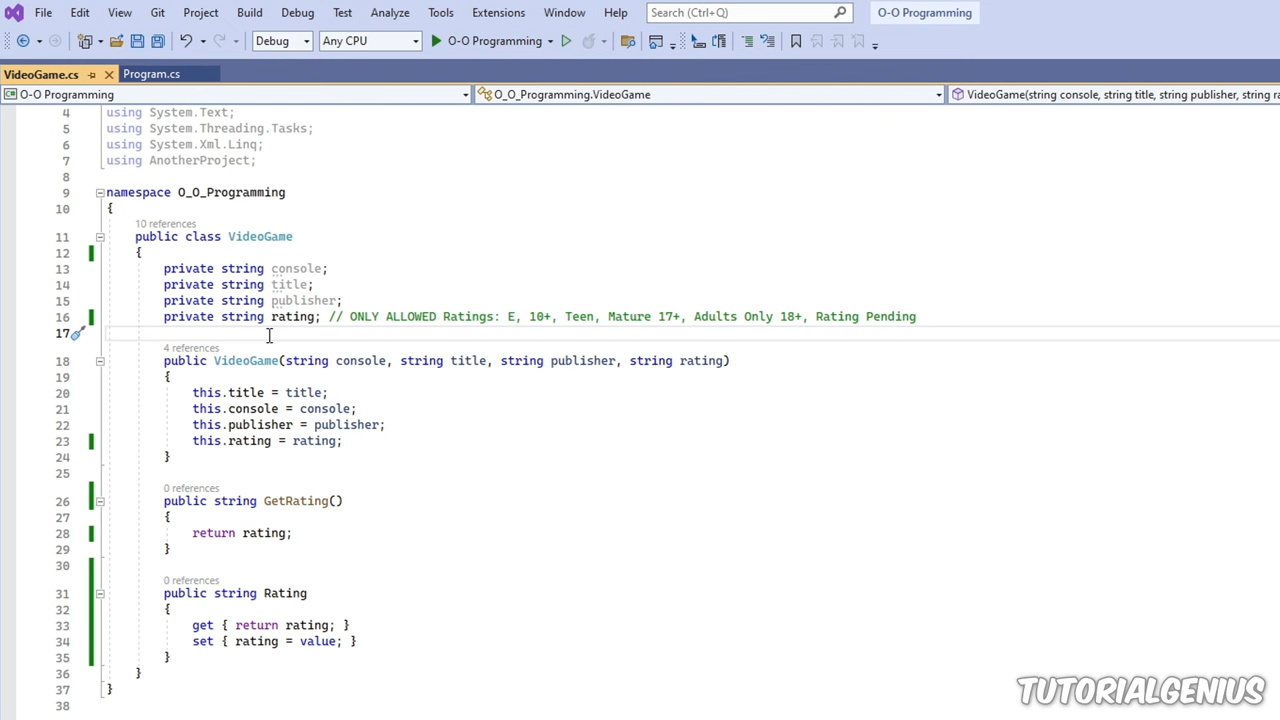 File Edit View Git Project Build Debug Test Analyze Tools Extensions Window Help Search (Ctrl+Q) O-O Programming
Debug Any CPU O-O Programming
VideoGame.cs Program.cs
O-O Programming O_O_Programming.VideoGame VideoGame(string console, string title, string publisher, string ra
4 using System.Text;
5 using System.Threading.Tasks;
6 using System.Xml.Linq;
7 using AnotherProject;
8
9 namespace O_O_Programming
10 {
10 references
11 public class VideoGame
12 {
13 private string console;
14 private string title;
15 private string publisher;
16 private string rating; // ONLY ALLOWED Ratings: E, 10+, Teen, Mature 17+, Adults Only 18+, Rating Pending
17
4 references
18 public VideoGame(string console, string title, string publisher, string rating)
19 {
20 this.title = title;
21 this.console = console;
22 this.publisher = publisher;
23 this.rating = rating;
24 }
25
0 references
26 public string GetRating()
27 {
28 return rating;
29 }
30
0 references
31 public string Rating
32 {
33 get { return rating; }
34 set { rating = value; }
35 }
36 }
37 }
38
TUTORIALGENIUS